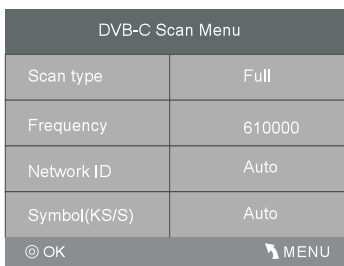 DVB-C Scan Menu
Scan type Full
Frequency 610000
Network ID Auto
Symbol(KS/S) Auto
OK MENU